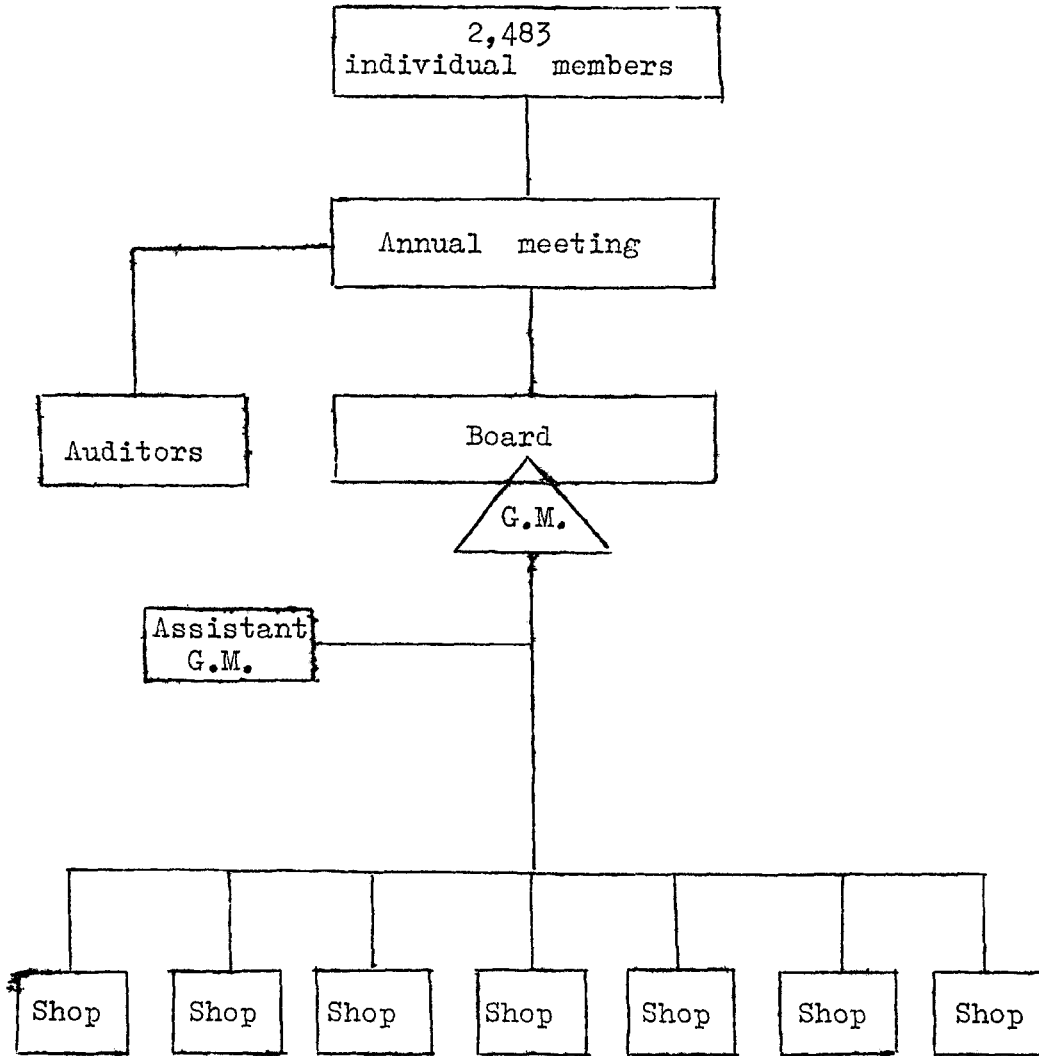 2,483
individual members
Annual meeting
Auditors
Board
G.M.
Assistant
G.M.
Shop Shop Shop Shop Shop Shop Shop